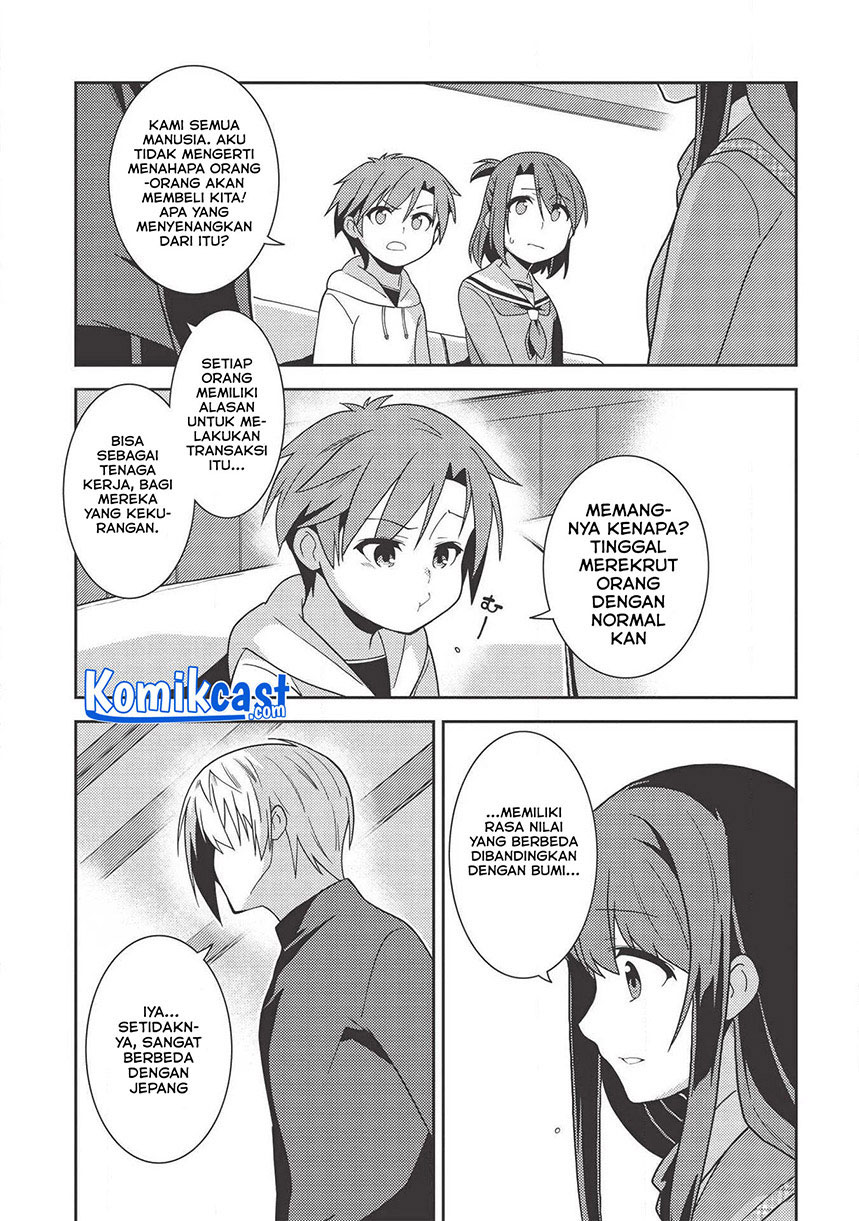 KAMI SEMUA
MANUSIA. AKU
TIDAK MENGERTI
MENAHAPA ORANG
-ORANG AKAN
MEMBELI KITA!
APA YANG
MENYENANGKAN
DARI ITU?
SETIAP
ORANG
MEMILIKI
ALASAN
UNTUK ME-
LAKUKAN
TRANSAKSI
ITU...
BISA
SEBAGAI
TENAGA
KERJA, BAGI
MEREKA
YANG KEKU-
RANGAN.
MEMANG-
NYA KENAPA?
TINGGAL
MEREKRUT
ORANG
DENGAN
NORMAL
KAN
むー
Komikcast
.com
...MEMILIKI
RASA NILAI
YANG BERBEDA
DIBANDINGKAN
DENGAN BUMI...
IYA...
SETIDAKN-
YA, SANGAT
BERBEDA
DENGAN
JEPANG